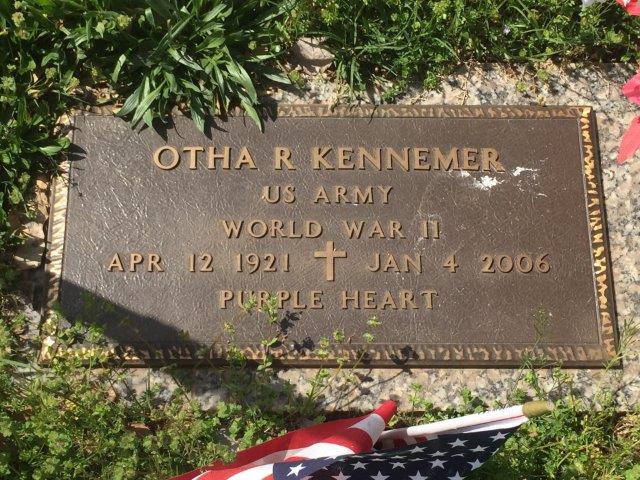 OTHA R KENNEMER
US ARMY
WORLD WAR II
APR 12 1921 JAN 4 2006
PURPLE HEART